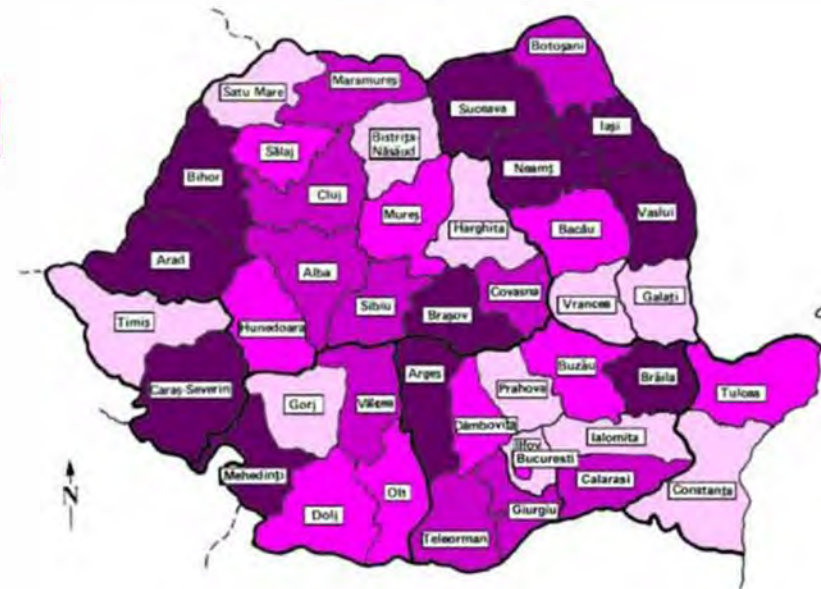 Botoşani
Maramureş
Satu Mare
Suceava
Iaşi
Bistriţa-
Năsăud
Sălaj
Neamţ
Bihor
Cluj
Mureş
Vaslui
Harghita
Bacău
Arad
Alba
Covasna
Sibiu
Vrancea
Galaţi
Braşov
Timiş
Hunedoara
Buzău
Argeş
Brăila
Prahova
Caraş-Severin
Tulcea
Gorj
Vâlcea
Dâmboviţa
Ialomita
Ilfov
Bucuresti
Mehedinţi
Calarasi
Constanţa
Olt
Dolj
Giurgiu
Teleorman
N